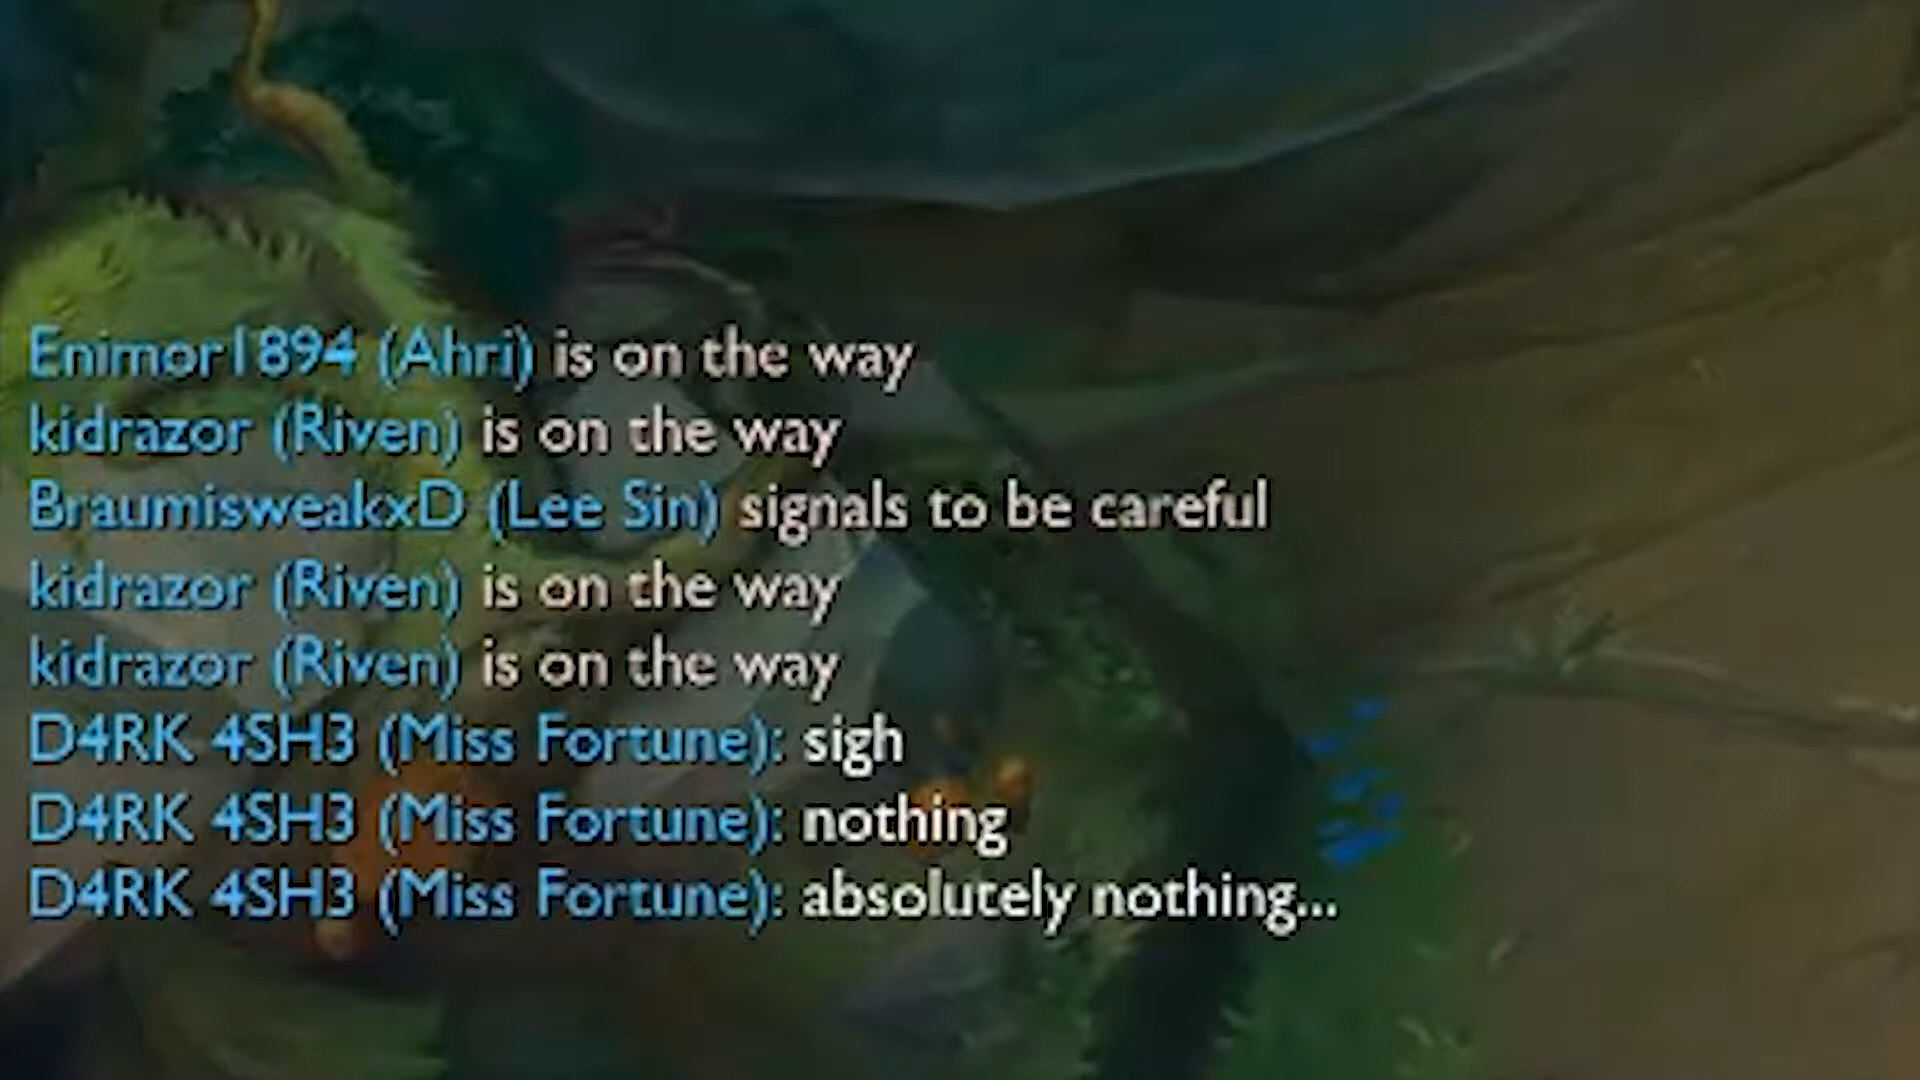 Enimor1894 (Ahri) is on the way
kidrazor (Riven) is on the way
BraumisweakxD (Lee Sin) signals to be careful
kidrazor (Riven) is on the way
kidrazor (Riven) is on the way
D4RK 4SH3 (Miss Fortune): sigh
D4RK 4SH3 (Miss Fortune): nothing
D4RK 4SH3 (Miss Fortune): absolutely nothing...